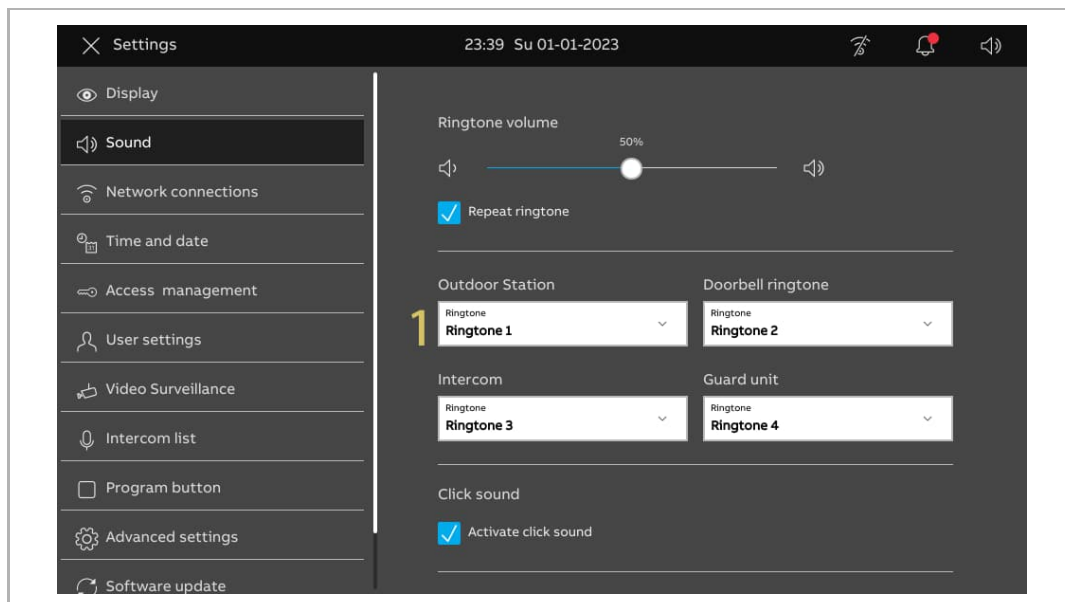 Settings
23:39 Su 01-01-2023
Display
Sound
Network connections
Time and date
Access management
User settings
Video Surveillance
Intercom list
Program button
Advanced settings
Software update
Ringtone volume
50%
Repeat ringtone
Outdoor Station
Doorbell ringtone
1
Ringtone
Ringtone 1
Ringtone
Ringtone 2
Intercom
Guard unit
Ringtone
Ringtone 3
Ringtone
Ringtone 4
Click sound
Activate click sound